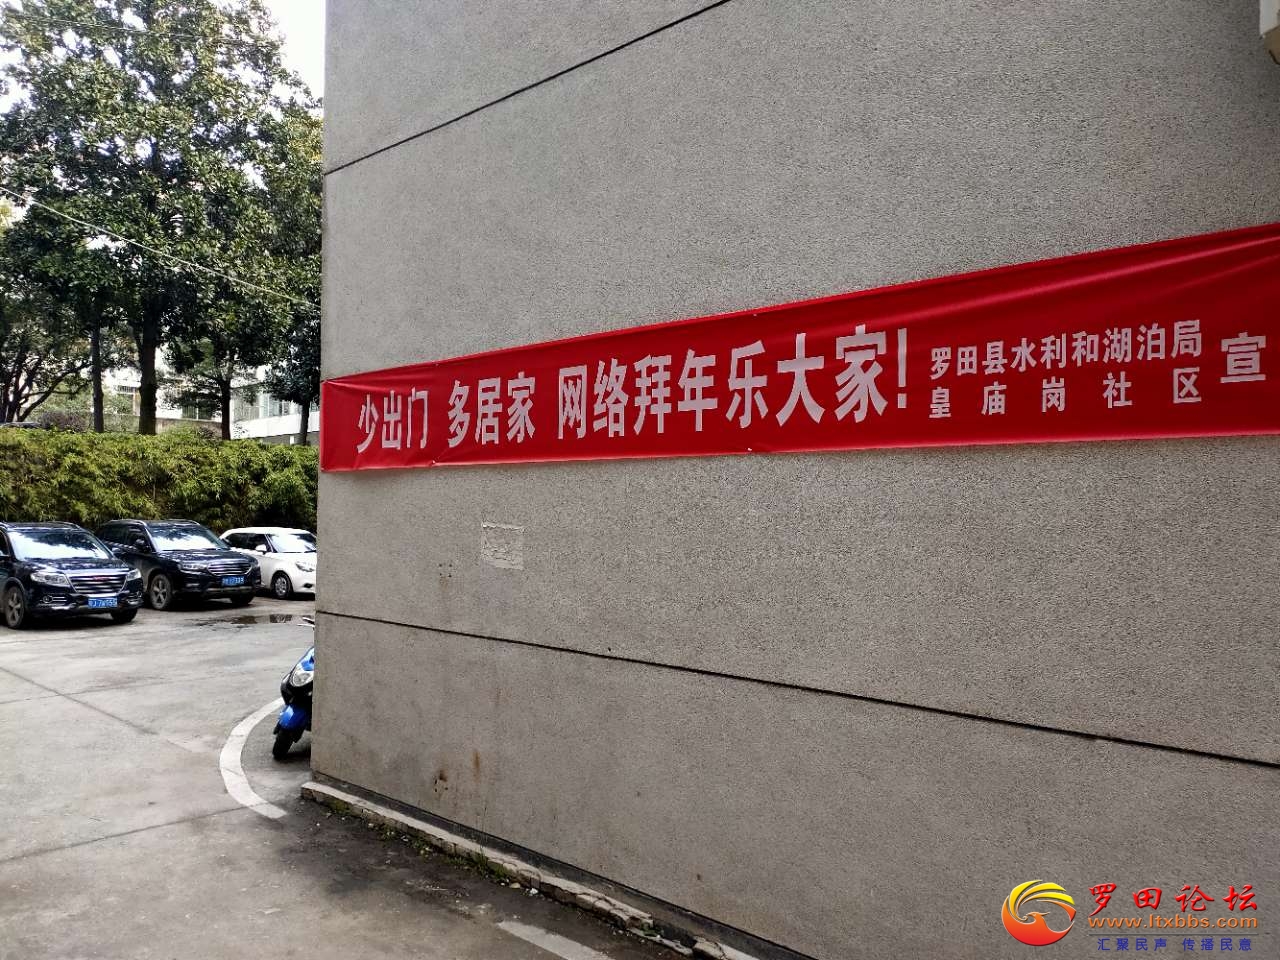 少出门 多居家 网络拜年乐大家！
罗田县水利和湖泊局
皇庙岗社区
宣
罗田论坛
www.ltxbbs.com
汇聚民声 传播民意